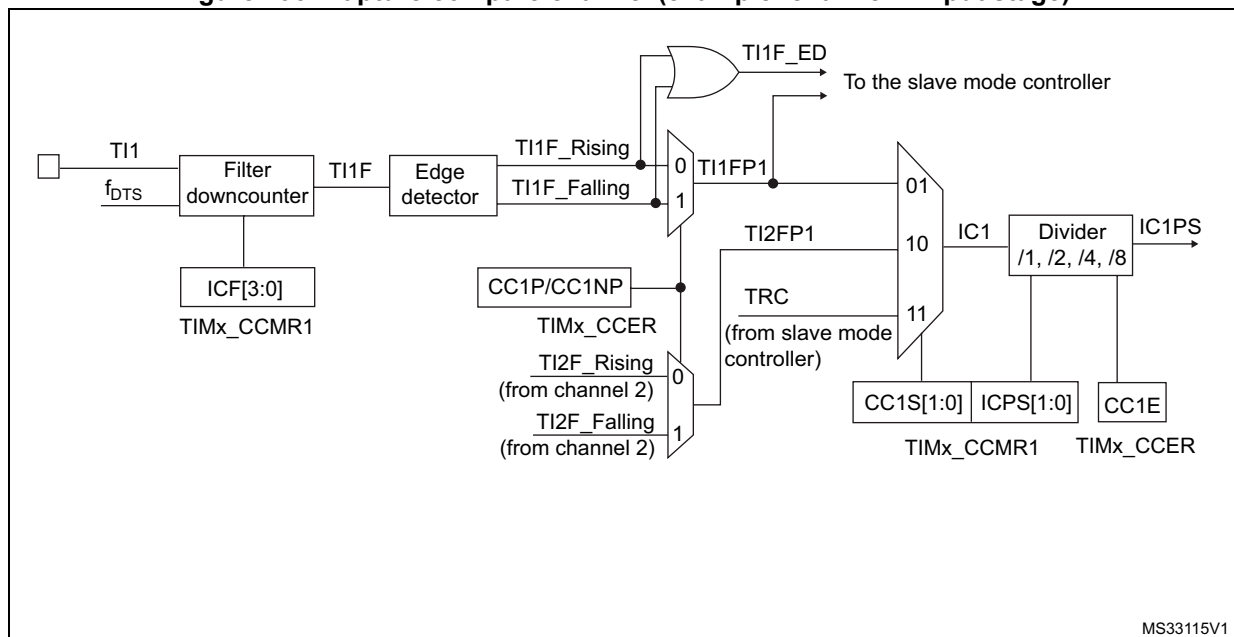 TI1F_ED
To the slave mode controller
TI1
f_DTS
Filter
downcounter
TI1F
Edge
detector
TI1F_Rising
TI1F_Falling
0
1
TI1FP1
01
TI2FP1
10
IC1
Divider
/1, /2, /4, /8
IC1PS
ICF[3:0]
TIMx_CCMR1
CC1P/CC1NP
TIMx_CCER
TRC
11
(from slave mode
controller)
TI2F_Rising
(from channel 2)
0
TI2F_Falling
(from channel 2)
1
CC1S[1:0]
ICPS[1:0]
CC1E
TIMx_CCMR1
TIMx_CCER
MS33115V1